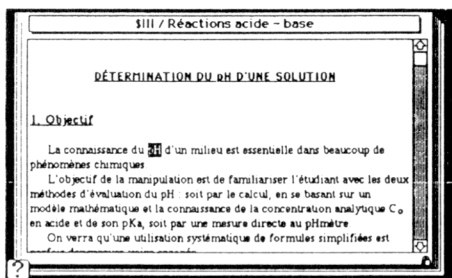 $III / Réactions acide - base
DÉTERMINATION DU pH D'UNE SOLUTION
1. Objectif
La connaissance du pH d'un milieu est essentielle dans beaucoup de
phénomènes chimiques
L'objectif de la manipulation est de familiariser l'étudiant avec les deux
méthodes d'évaluation du pH : soit par le calcul, en se basant sur un
modèle mathématique et la connaissance de la concentration analytique C₀
en acide et de son pKa, soit par une mesure directe au pHmètre
On verra qu'une utilisation systématique de formules simplifiées est
?